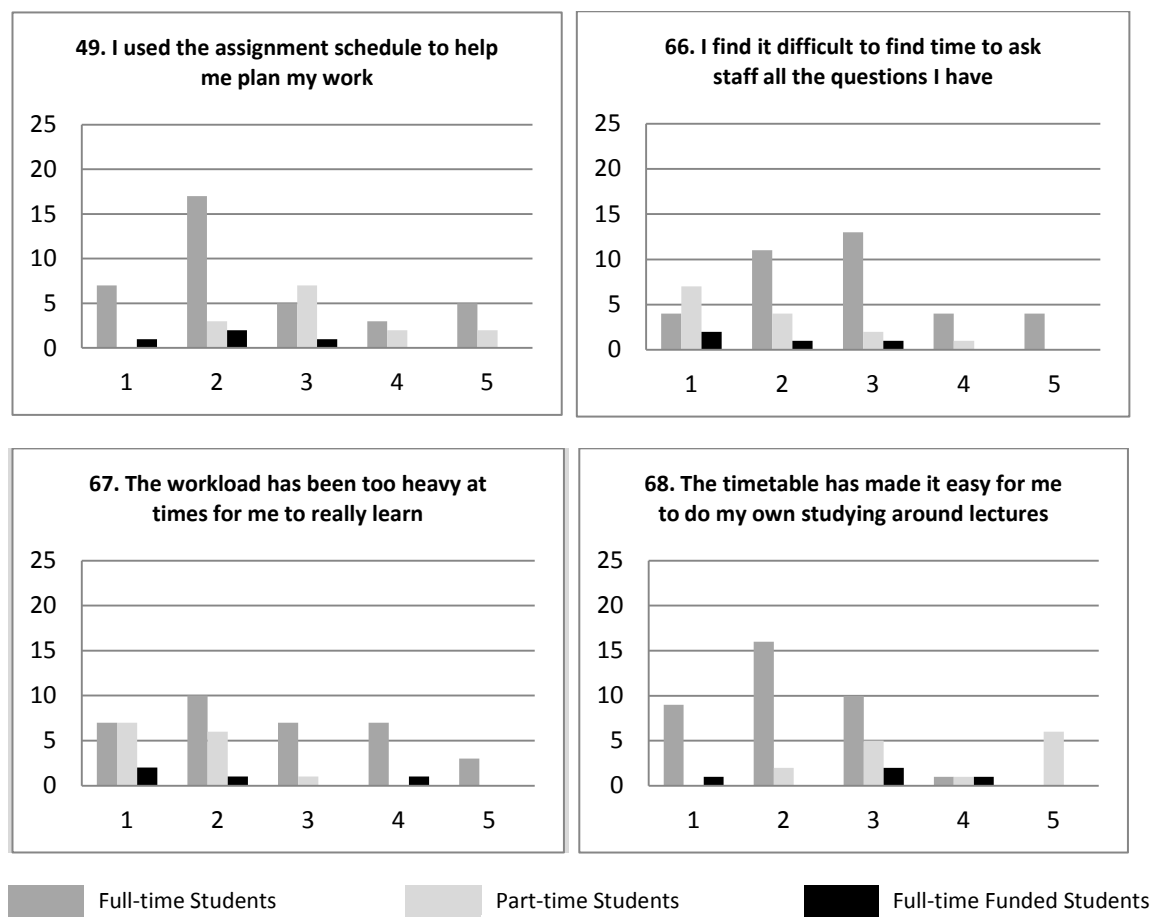 49. I used the assignment schedule to help
me plan my work
25
20
15
10
5
0
1 2 3 4 5
66. I find it difficult to find time to ask
staff all the questions I have
25
20
15
10
5
0
1 2 3 4 5
67. The workload has been too heavy at
times for me to really learn
25
20
15
10
5
0
1 2 3 4 5
68. The timetable has made it easy for me
to do my own studying around lectures
25
20
15
10
5
0
1 2 3 4 5
Full-time Students Part-time Students Full-time Funded Students